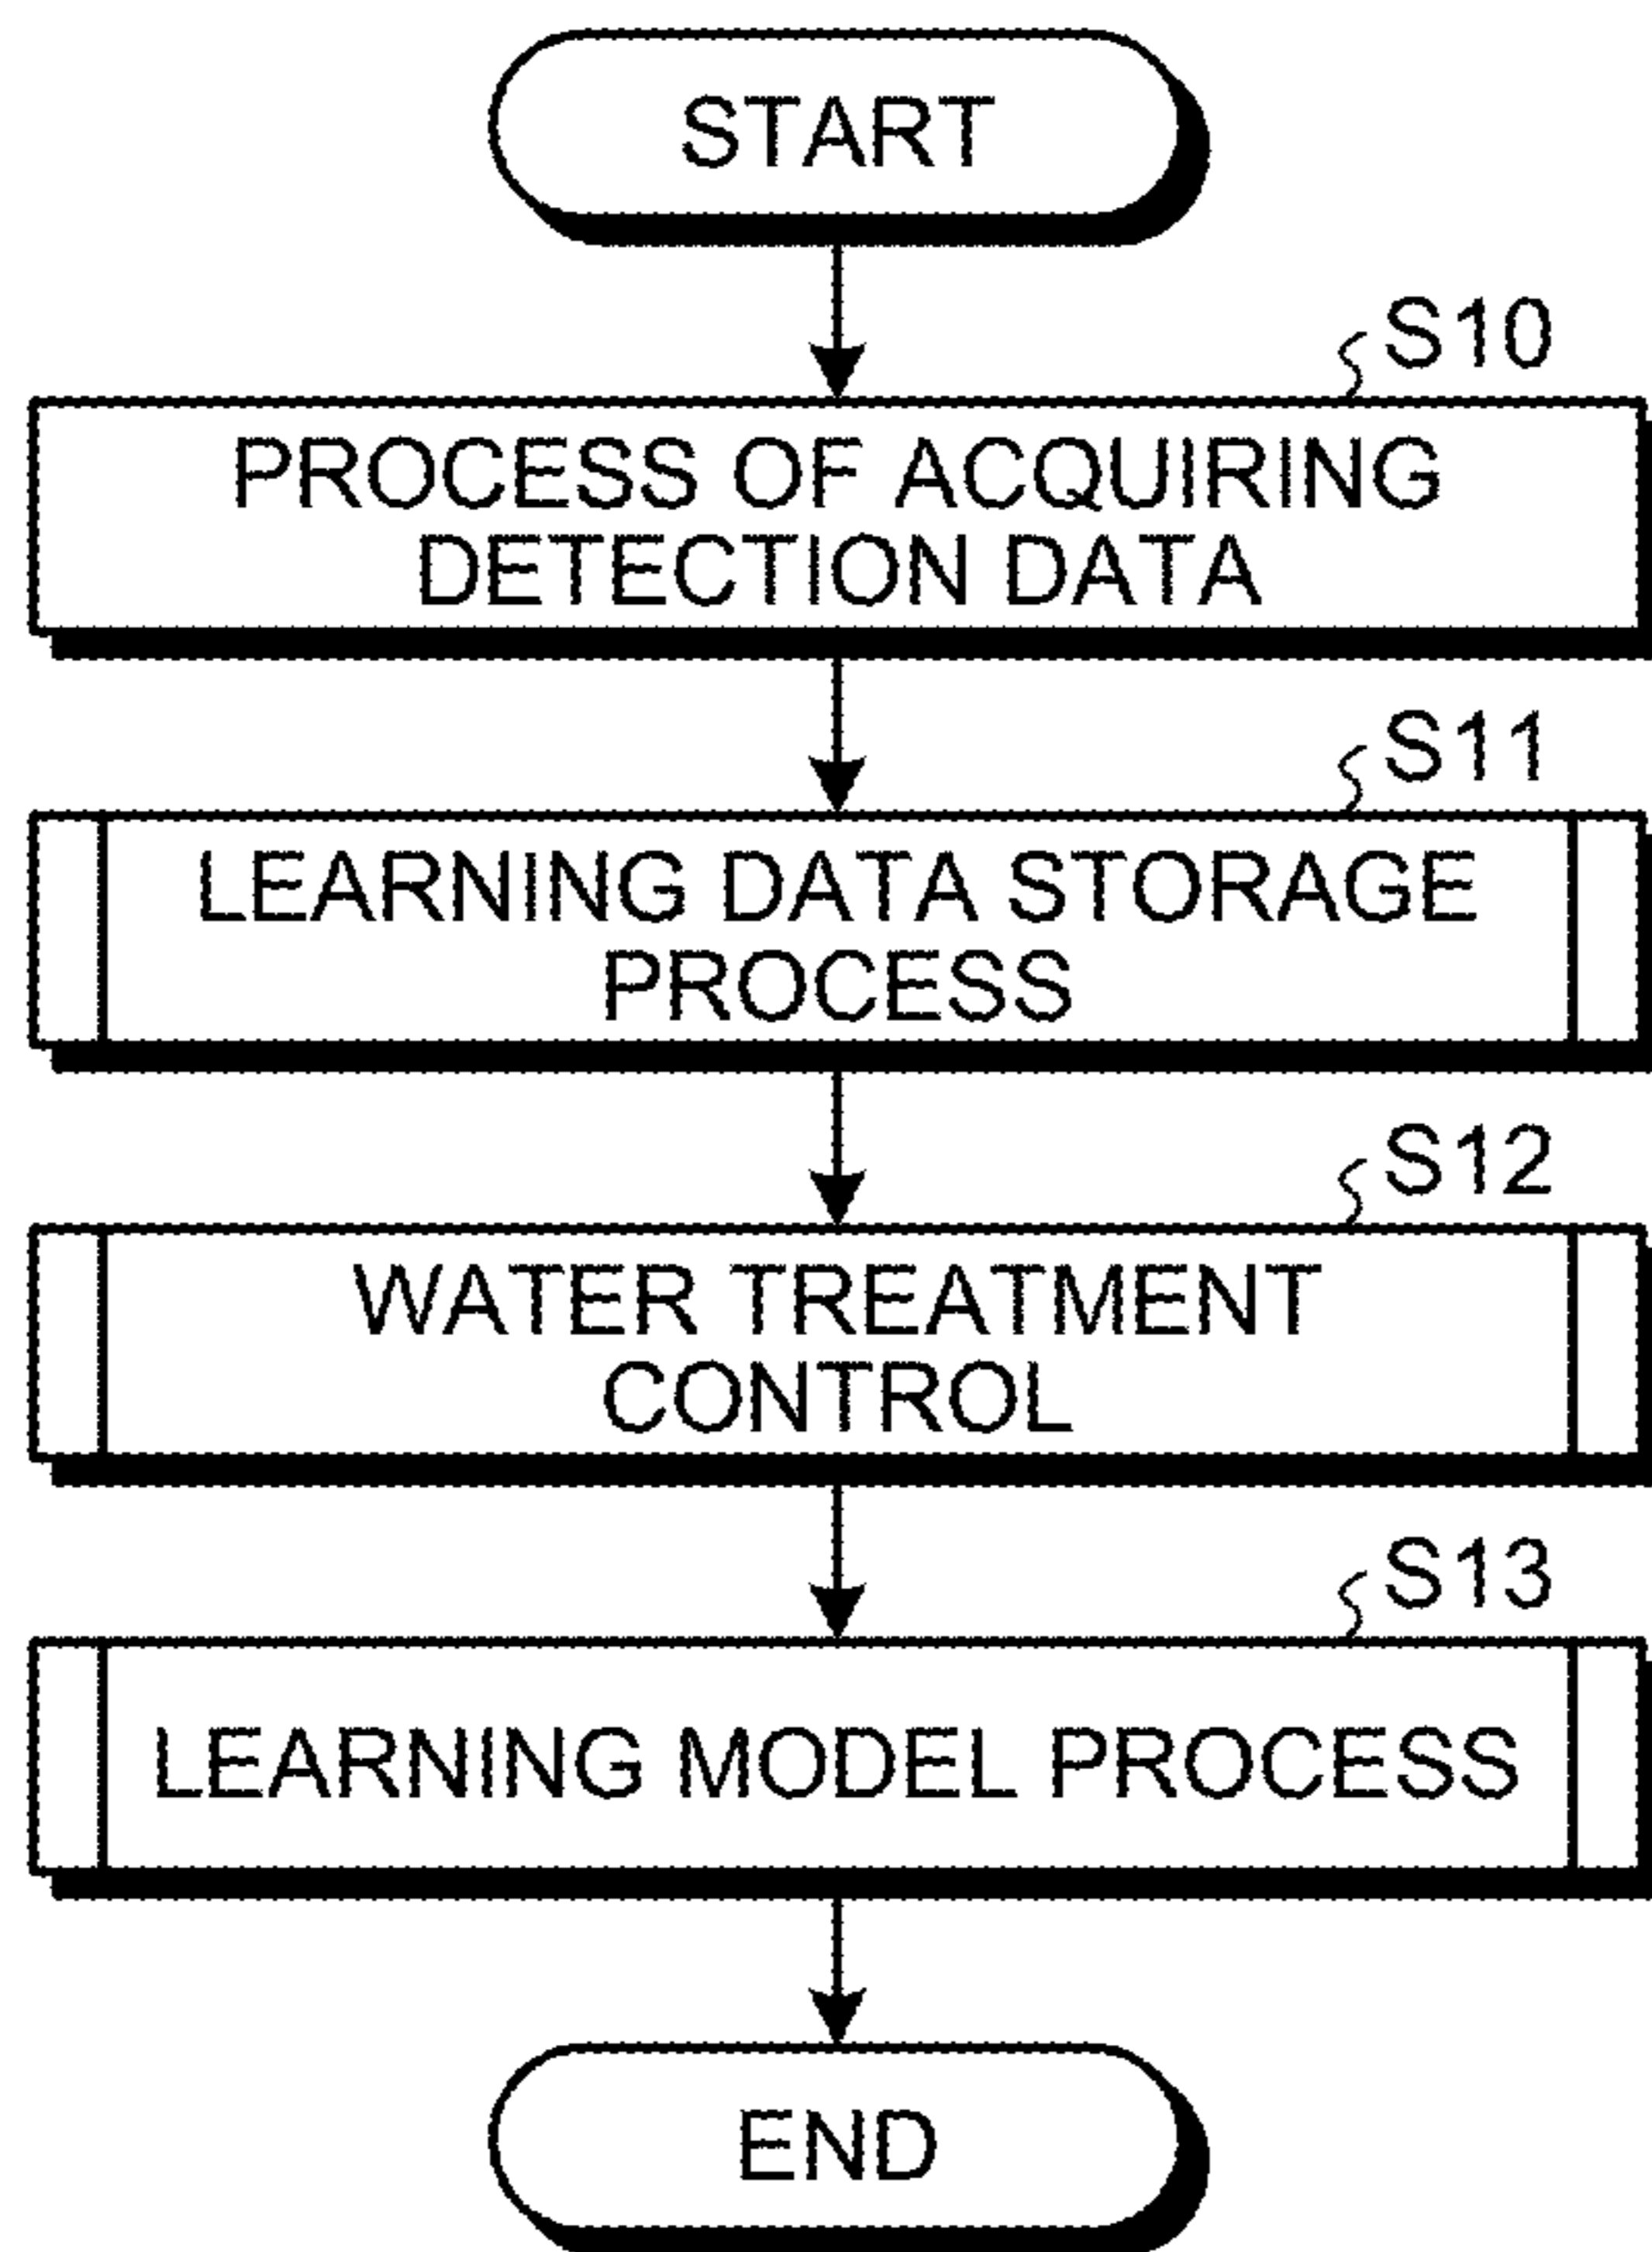 START
S10
PROCESS OF ACQUIRING
DETECTION DATA
S11
LEARNING DATA STORAGE
PROCESS
S12
WATER TREATMENT
CONTROL
S13
LEARNING MODEL PROCESS
END